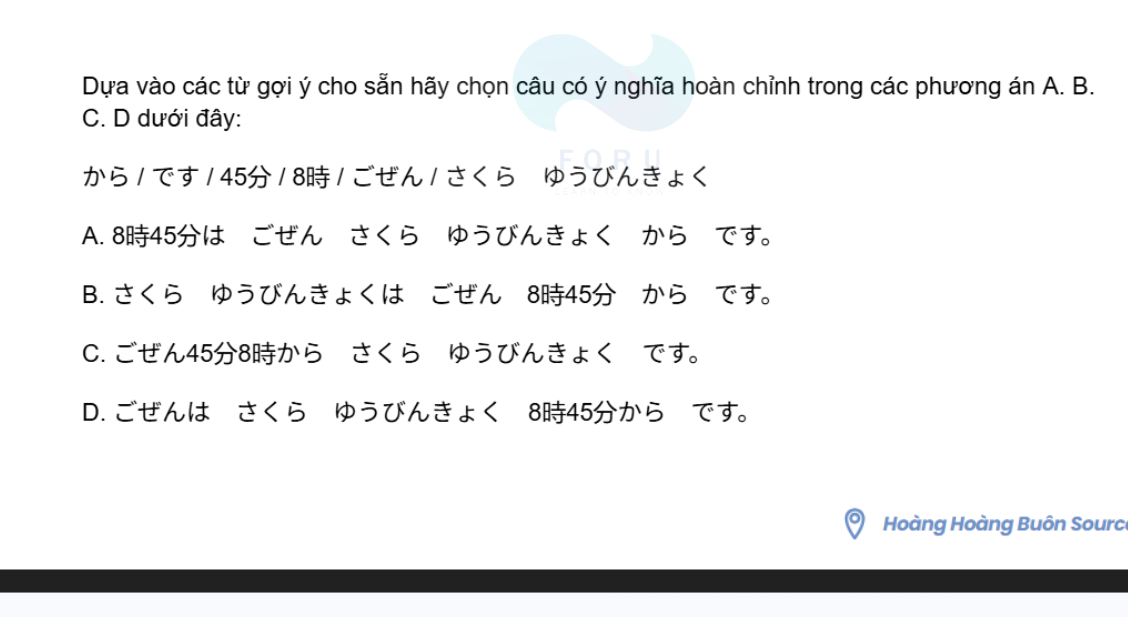 Dựa vào các từ gợi ý cho sẵn hãy chọn câu có ý nghĩa hoàn chỉnh trong các phương án A. B.
C. D dưới đây:
FORU
から / です / 45分 / 8時 / ごぜん / さくら　ゆうびんきょく
A. 8時45分は　ごぜん　さくら　ゆうびんきょく　から　です。
B. さくら　ゆうびんきょくは　ごぜん　8時45分　から　です。
C. ごぜん45分8時から　さくら　ゆうびんきょく　です。
D. ごぜんは　さくら　ゆうびんきょく　8時45分から　です。
Hoàng Hoàng Buôn Sourc